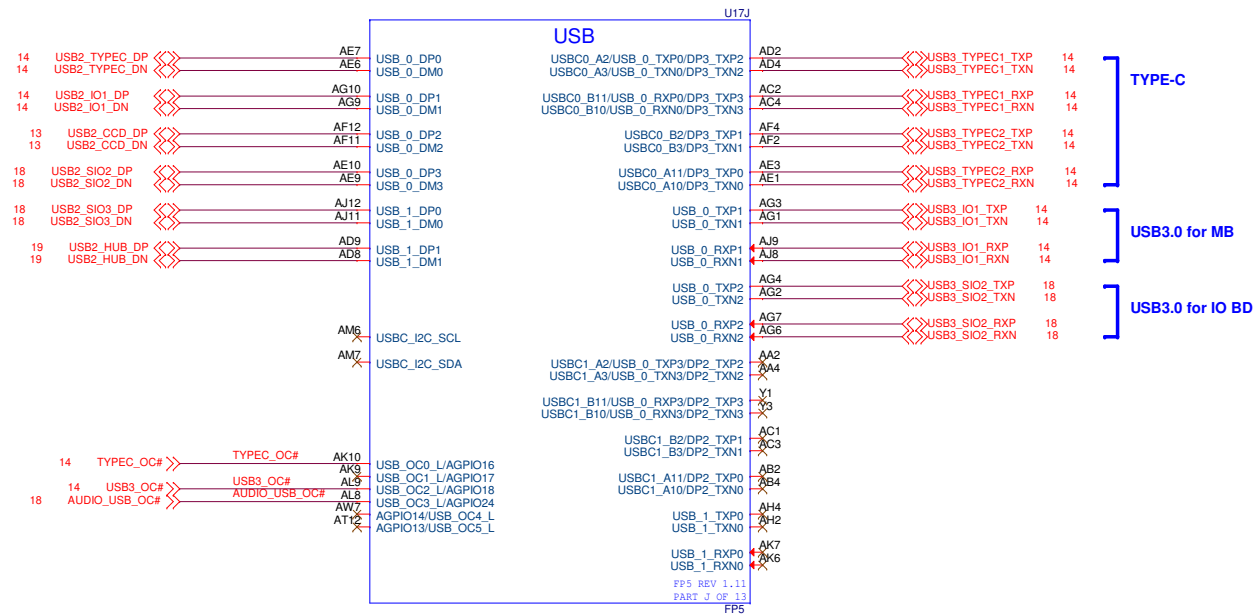 U17J
USB
14 USB2_TYPEC_DP AE7 USB_0_DP0 USBC0_A2/USB_0_TXP0/DP3_TXP2 AD2 USB3_TYPEC1_TXP 14
14 USB2_TYPEC_DN AE6 USB_0_DM0 USBC0_A3/USB_0_TXN0/DP3_TXN2 AD4 USB3_TYPEC1_TXN 14
TYPE-C
14 USB2_IO1_DP AG10 USB_0_DP1 USBC0_B11/USB_0_RXP0/DP3_TXP3 AC2 USB3_TYPEC1_RXP 14
14 USB2_IO1_DN AG9 USB_0_DM1 USBC0_B10/USB_0_RXN0/DP3_TXN3 AC4 USB3_TYPEC1_RXN 14
13 USB2_CCD_DP AF12 USB_0_DP2 USBC0_B2/DP3_TXP1 AF4 USB3_TYPEC2_TXP 14
13 USB2_CCD_DN AF11 USB_0_DM2 USBC0_B3/DP3_TXN1 AF2 USB3_TYPEC2_TXN 14
18 USB2_SIO2_DP AE10 USB_0_DP3 USBC0_A11/DP3_TXP0 AE3 USB3_TYPEC2_RXP 14
18 USB2_SIO2_DN AE9 USB_0_DM3 USBC0_A10/DP3_TXN0 AE1 USB3_TYPEC2_RXN 14
18 USB2_SIO3_DP AJ12 USB_1_DP0 USB_0_TXP1 AG3 USB3_IO1_TXP 14
18 USB2_SIO3_DN AJ11 USB_1_DM0 USB_0_TXN1 AG1 USB3_IO1_TXN 14
USB3.0 for MB
19 USB2_HUB_DP AD9 USB_1_DP1 USB_0_RXP1 AJ9 USB3_IO1_RXP 14
19 USB2_HUB_DN AD8 USB_1_DM1 USB_0_RXN1 AJ8 USB3_IO1_RXN 14
USB_0_TXP2 AG4 USB3_SIO2_TXP 18
USB_0_TXN2 AG2 USB3_SIO2_TXN 18
USB3.0 for IO BD
USB_0_RXP2 AG7 USB3_SIO2_RXP 18
AM6 USBC_I2C_SCL USB_0_RXN2 AG6 USB3_SIO2_RXN 18
AM7 USBC_I2C_SDA USBC1_A2/USB_0_TXP3/DP2_TXP2 AA2
USBC1_A3/USB_0_TXN3/DP2_TXN2 AA4
USBC1_B11/USB_0_RXP3/DP2_TXP3 Y1
USBC1_B10/USB_0_RXN3/DP2_TXN3 Y3
USBC1_B2/DP2_TXP1 AC1
USBC1_B3/DP2_TXN1 AC3
14 TYPEC_OC# TYPEC_OC# AK10 USB_OC0_L/AGPIO16
AK9 USB_OC1_L/AGPIO17 USBC1_A11/DP2_TXP0 AB2
14 USB3_OC# USB3_OC# AL9 USB_OC2_L/AGPIO18 USBC1_A10/DP2_TXN0 AB4
18 AUDIO_USB_OC# AUDIO_USB_OC# AL8 USB_OC3_L/AGPIO24
AW7 AGPIO14/USB_OC4_L USB_1_TXP0 AH4
AT12 AGPIO13/USB_OC5_L USB_1_TXN0 AH2
USB_1_RXP0 AK7
USB_1_RXN0 AK6
FP5 REV 1.11
PART J OF 13
FP5